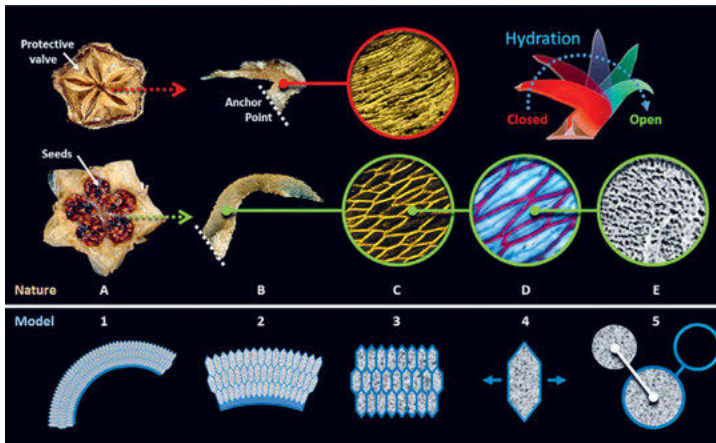 Protective
valve
Anchor
Point
Hydration
Closed
Open
Seeds
Nature A B C D E
Model 1 2 3 4 5